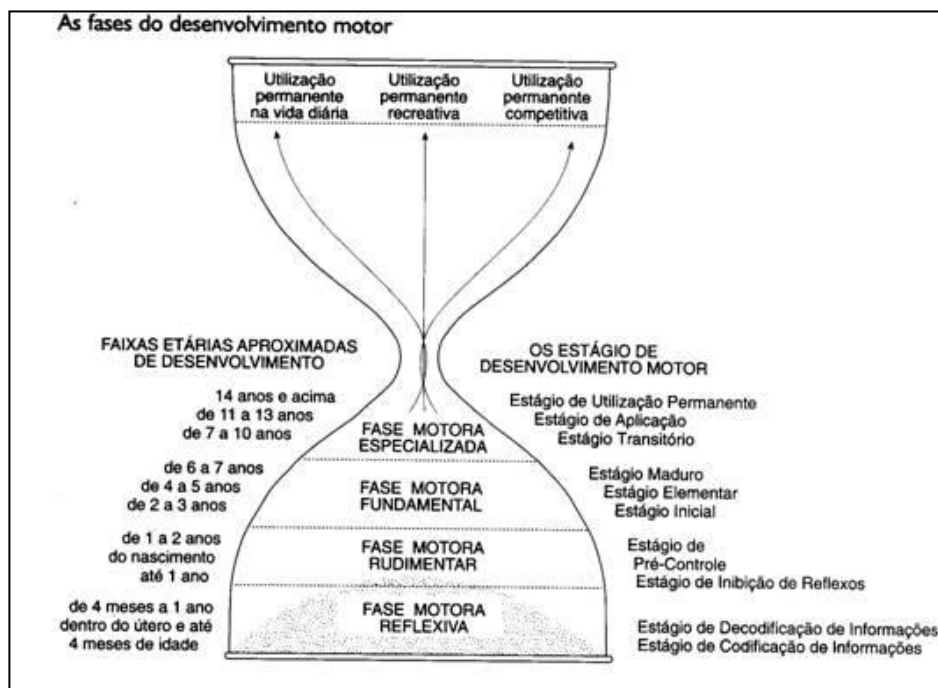 As fases do desenvolvimento motor
Utilização permanente na vida diária
Utilização permanente recreativa
Utilização permanente competitiva
FAIXAS ETÁRIAS APROXIMADAS
DE DESENVOLVIMENTO
14 anos e acima
de 11 a 13 anos
de 7 a 10 anos
de 6 a 7 anos
de 4 a 5 anos
de 2 a 3 anos
de 1 a 2 anos
do nascimento
até 1 ano
de 4 meses a 1 ano
dentro do útero e até
4 meses de idade
FASE MOTORA
ESPECIALIZADA
FASE MOTORA
FUNDAMENTAL
FASE MOTORA
RUDIMENTAR
FASE MOTORA
REFLEXIVA
OS ESTÁGIO DE
DESENVOLVIMENTO MOTOR
Estágio de Utilização Permanente
Estágio de Aplicação
Estágio Transitório
Estágio Maduro
Estágio Elementar
Estágio Inicial
Estágio de
Pré-Controle
Estágio de Inibição de Reflexos
Estágio de Decodificação de Informações
Estágio de Codificação de Informações